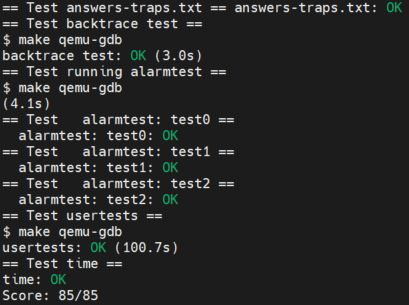 == Test answers-traps.txt == answers-traps.txt: OK
== Test backtrace test ==
$ make qemu-gdb
backtrace test: OK (3.0s)
== Test running alarmtest ==
$ make qemu-gdb
(4.1s)
== Test   alarmtest: test0 ==
  alarmtest: test0: OK
== Test   alarmtest: test1 ==
  alarmtest: test1: OK
== Test   alarmtest: test2 ==
  alarmtest: test2: OK
== Test usertests ==
$ make qemu-gdb
usertests: OK (100.7s)
== Test time ==
time: OK
Score: 85/85